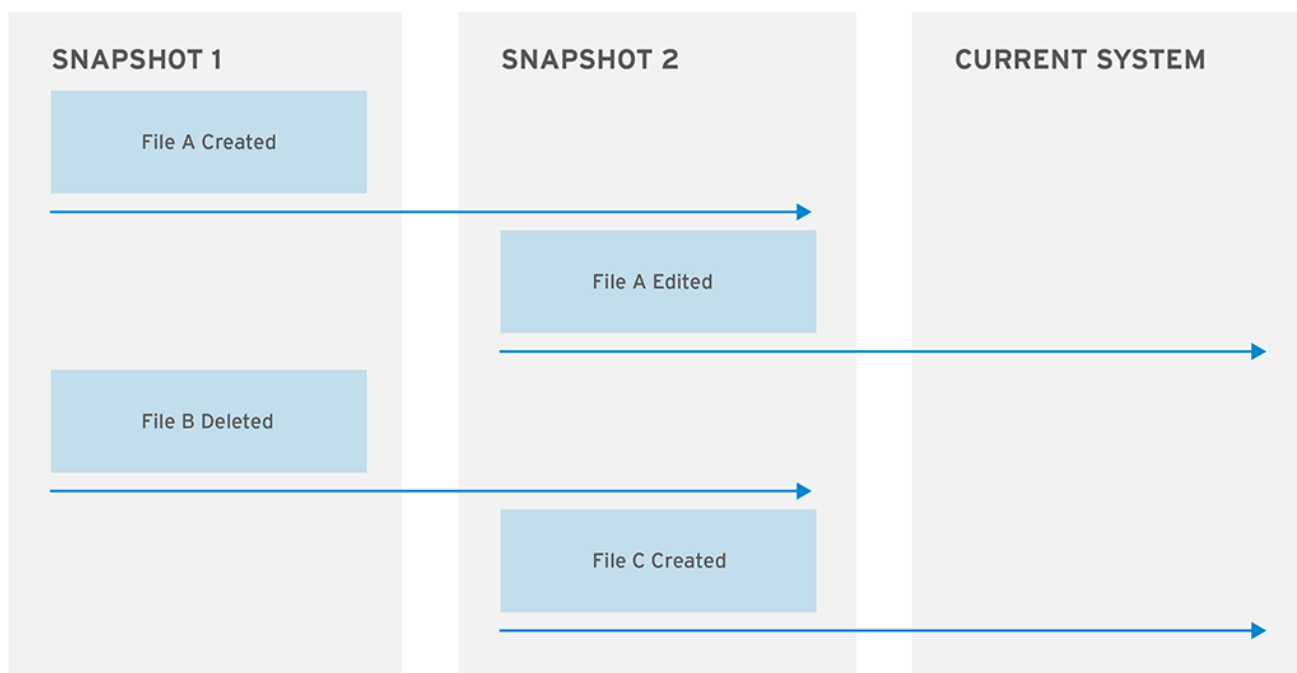 SNAPSHOT 1
SNAPSHOT 2
CURRENT SYSTEM
File A Created
File A Edited
File B Deleted
File C Created